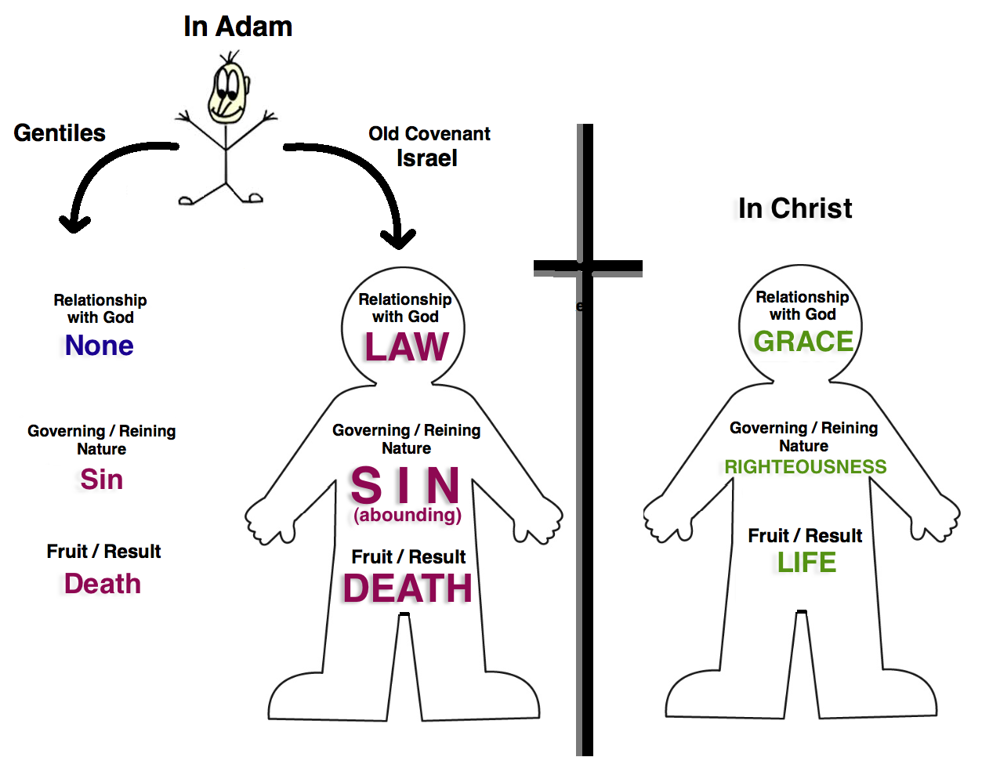 In Adam
Gentiles
Old Covenant
Israel
In Christ
Relationship
with God
None
Governing / Reining
Nature
Sin
Fruit / Result
Death
Relationship
with God
LAW
Governing / Reining
Nature
S I N
(abounding)
Fruit / Result
DEATH
e
Relationship
with God
GRACE
Governing / Reining
Nature
RIGHTEOUSNESS
Fruit / Result
LIFE